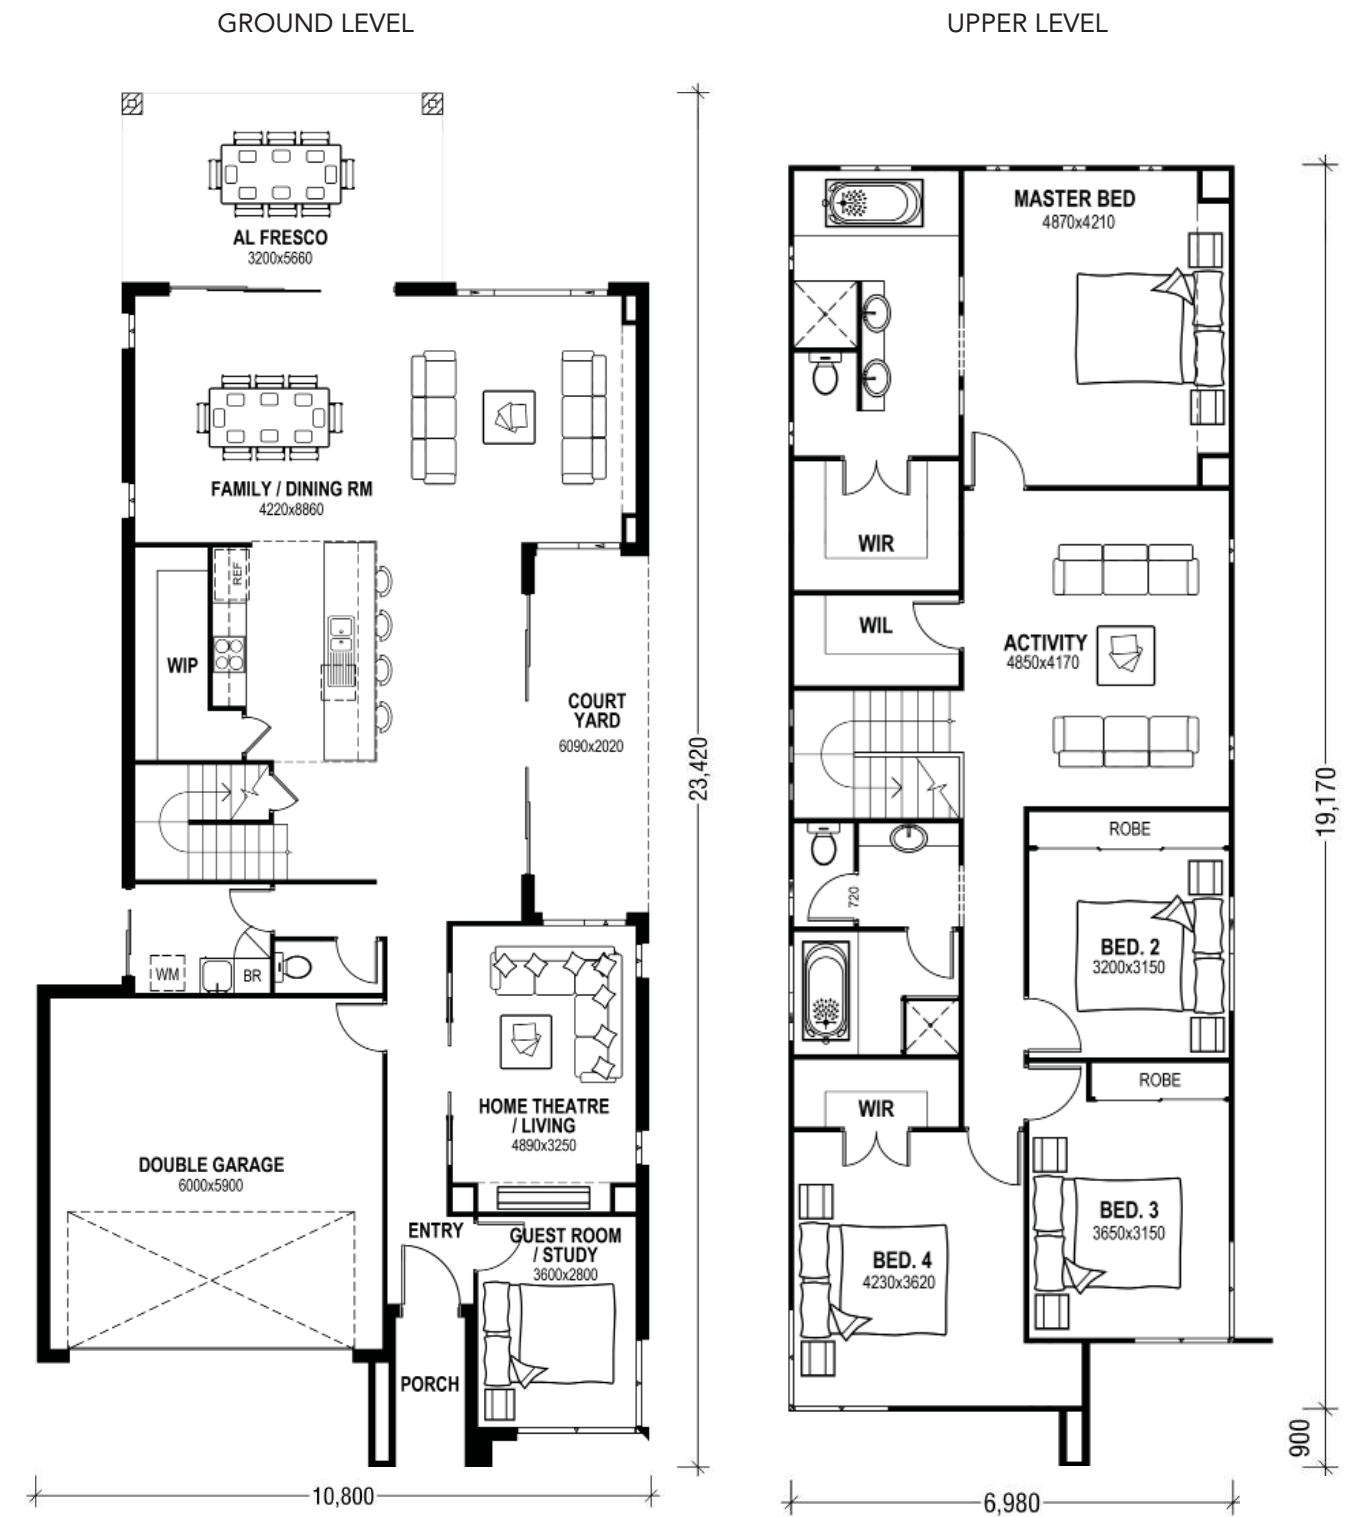 GROUND LEVEL
AL FRESCO
3200x5660
FAMILY / DINING RM
4220x8860
REF
WIP
COURT
YARD
6090x2020
23,420
WM
BR
HOME THEATRE
/ LIVING
4890x3250
DOUBLE GARAGE
6000x5900
ENTRY
GUEST ROOM
/ STUDY
3600x2800
PORCH
10,800
UPPER LEVEL
MASTER BED
4870x4210
WIR
WIL
ACTIVITY
4850x4170
19,170
ROBE
720
BED. 2
3200x3150
ROBE
WIR
BED. 3
3650x3150
BED. 4
4230x3620
900
6,980